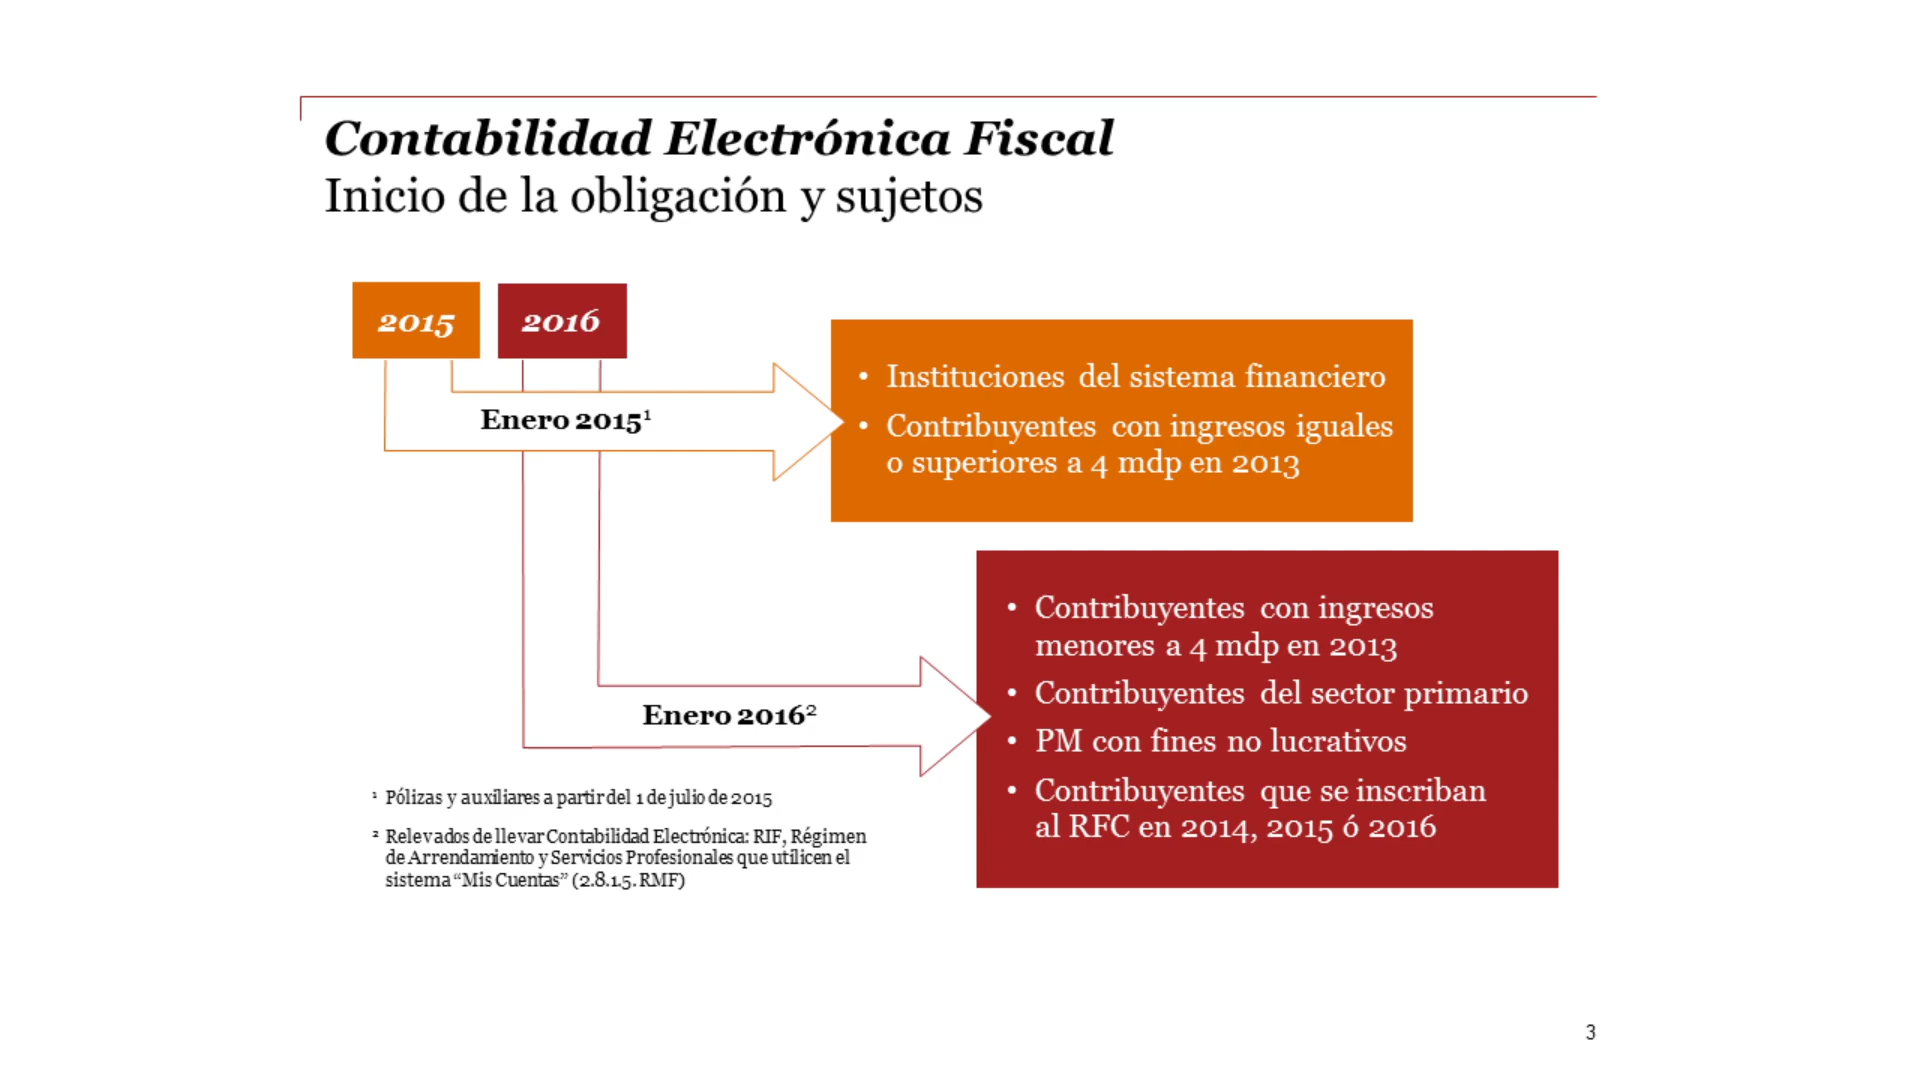 Contabilidad Electrónica Fiscal
Inicio de la obligación y sujetos
2015
2016
Enero 2015¹
• Instituciones del sistema financiero
• Contribuyentes con ingresos iguales
o superiores a 4 mdp en 2013
Enero 2016²
• Contribuyentes con ingresos
menores a 4 mdp en 2013
• Contribuyentes del sector primario
• PM con fines no lucrativos
• Contribuyentes que se inscriban
al RFC en 2014, 2015 ó 2016
¹ Pólizas y auxiliares a partir del 1 de julio de 2015
² Relevados de llevar Contabilidad Electrónica: RIF, Régimen
de Arrendamiento y Servicios Profesionales que utilicen el
sistema “Mis Cuentas” (2.8.1.5. RMF)
3